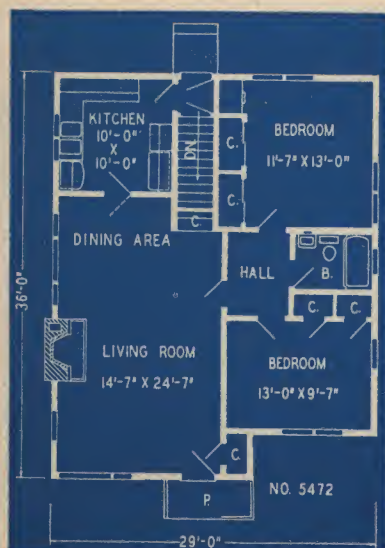 KITCHEN
10'-0"
X
10'-0"
DN.
C.
C.
C.
BEDROOM
11'-7" X 13'-0"
DINING AREA
HALL
B.
C.
C.
36'-0"
LIVING ROOM
14'-7" X 24'-7"
BEDROOM
13'-0" X 9'-7"
C.
P.
NO. 5472
29'-0"